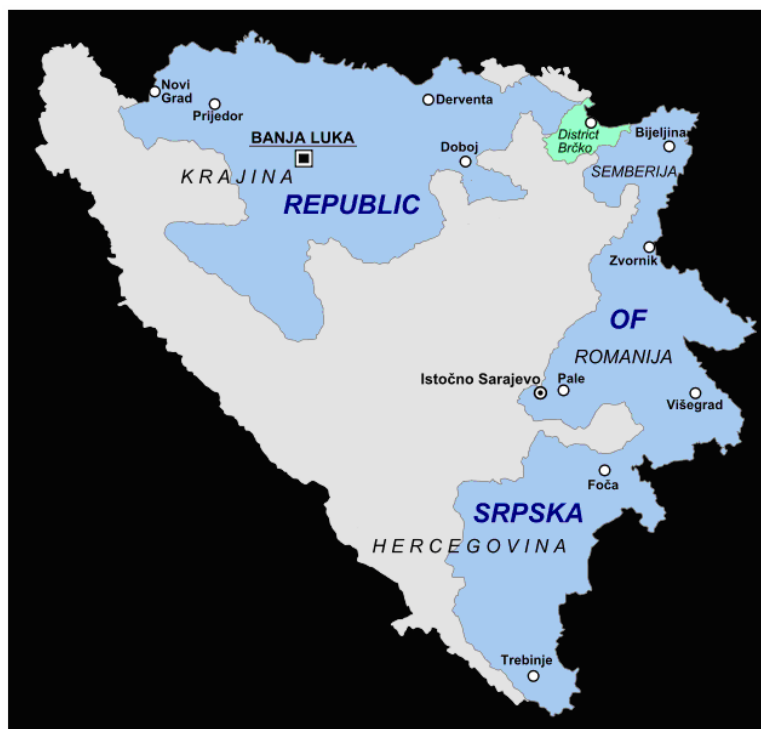 Novi
Grad
Prijedor
Derventa
BANJA LUKA
Doboj
District
Brčko
Bijeljina
KRAJINA
SEMBERIJA
REPUBLIC
Zvornik
OF
ROMANIJA
Istočno Sarajevo
Pale
Višegrad
Foča
SRPSKA
HERCEGOVINA
Trebinje